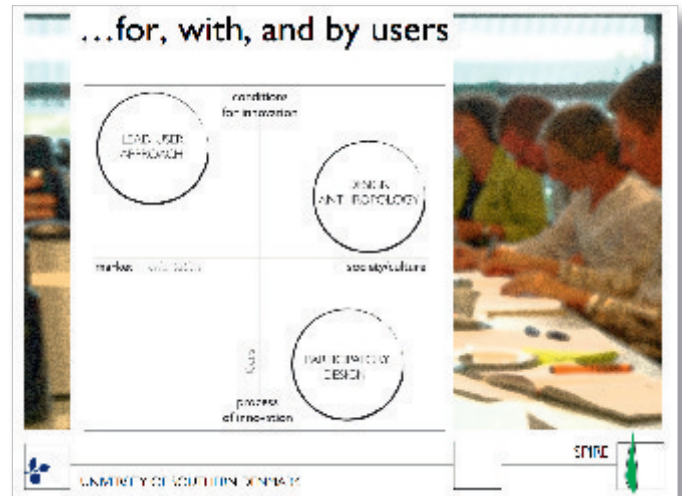 ...for, with, and by users
conditions
for innovation
LEAD USER
APPROACH
DESIGN
ANTHROPOLOGY
market
society/culture
PARTICIPATORY
DESIGN
process
of innovation
SPIRE
UNIVERSITY OF SOUTHERN DENMARK